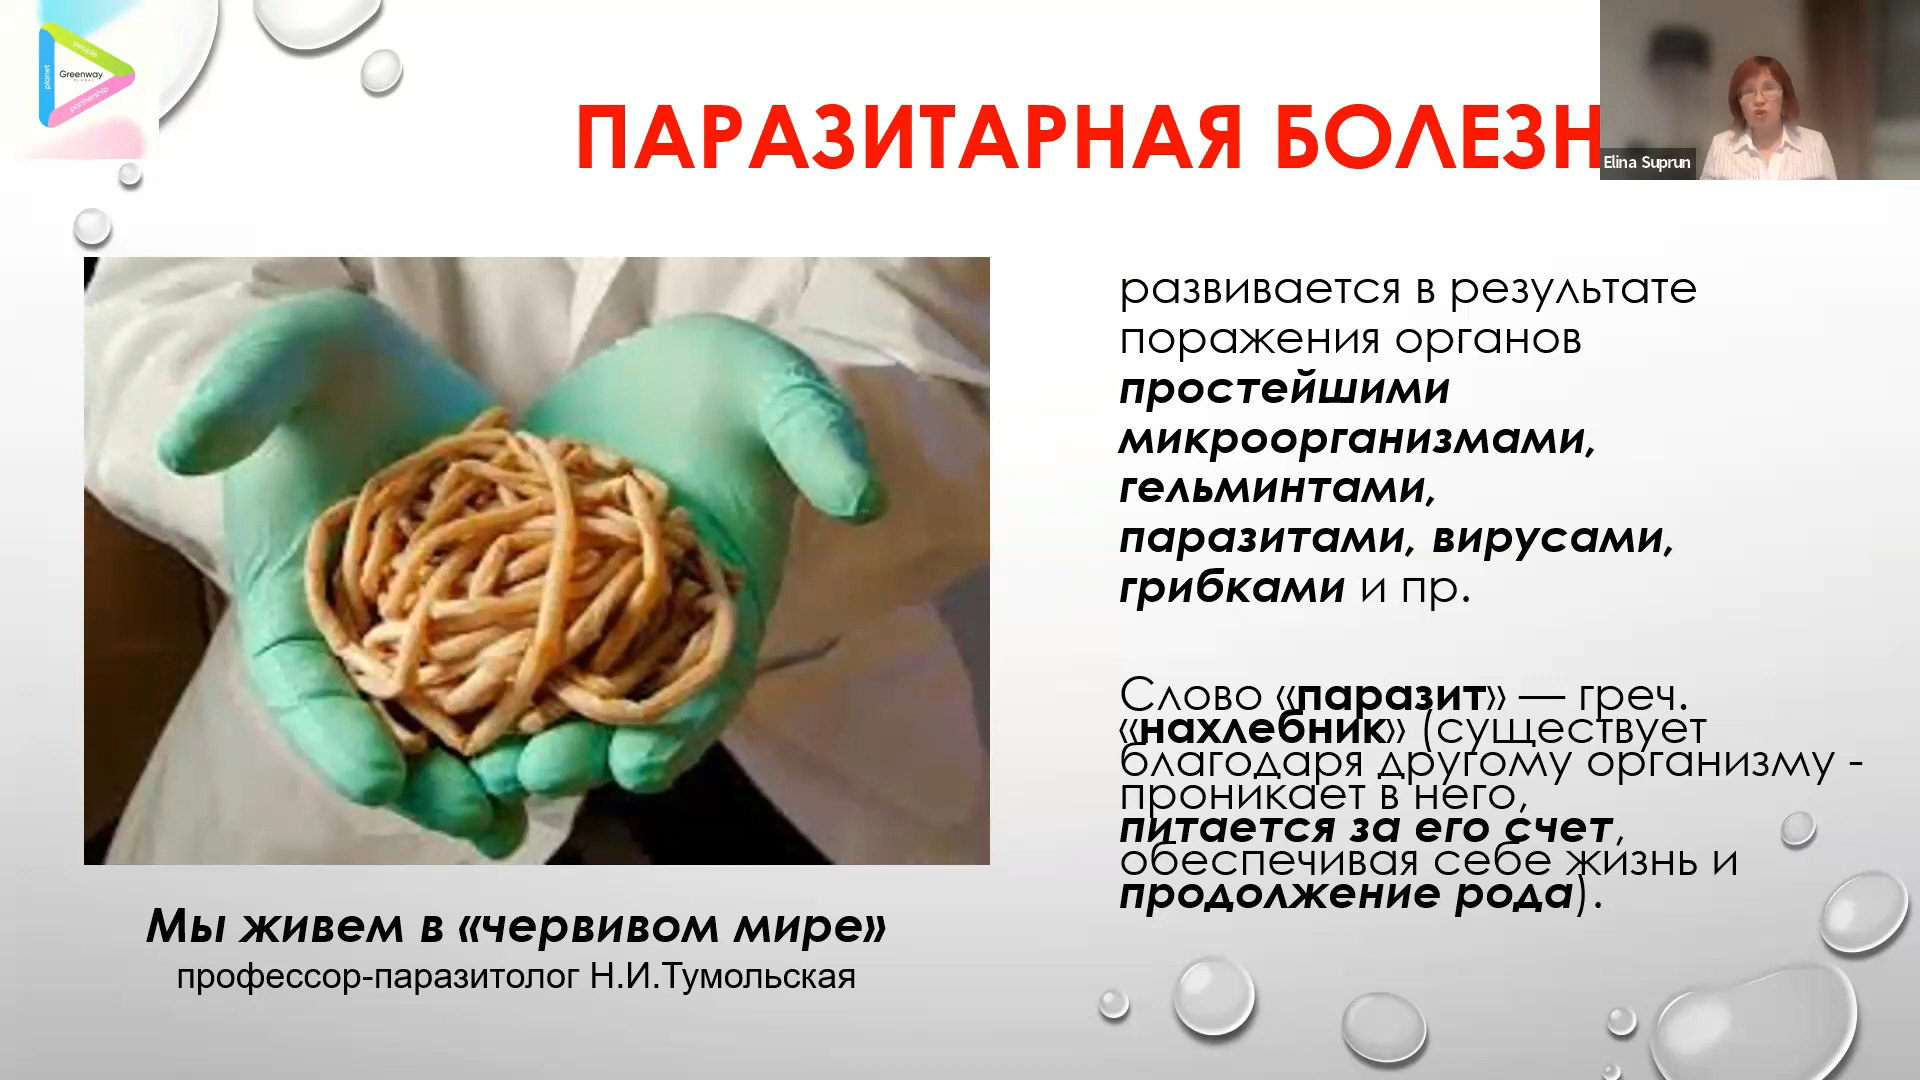 people
planet
Greenway
GLOBAL
partnership
ПАРАЗИТАРНАЯ БОЛЕЗН
Elina Suprun
развивается в результате
поражения органов
простейшими
микроорганизмами,
гельминтами,
паразитами, вирусами,
грибками и пр.
Слово «паразит» — греч.
«нахлебник» (существует
благодаря другому организму -
проникает в него,
питается за его счет,
обеспечивая себе жизнь и
продолжение рода).
Мы живем в «червивом мире»
профессор-паразитолог Н.И.Тумольская